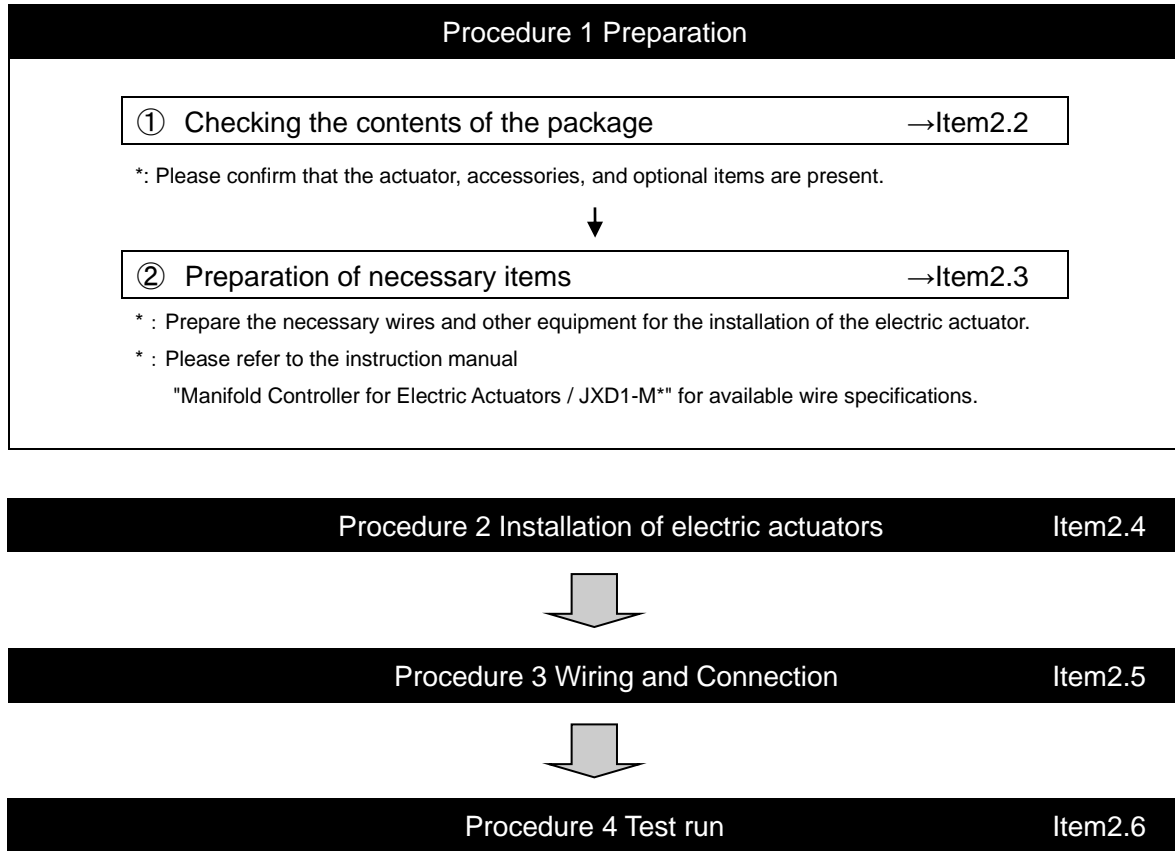 Procedure 1 Preparation
① Checking the contents of the package →Item2.2
*: Please confirm that the actuator, accessories, and optional items are present.
② Preparation of necessary items →Item2.3
*：Prepare the necessary wires and other equipment for the installation of the electric actuator.
*：Please refer to the instruction manual
"Manifold Controller for Electric Actuators / JXD1-M*" for available wire specifications.
Procedure 2 Installation of electric actuators Item2.4
Procedure 3 Wiring and Connection Item2.5
Procedure 4 Test run Item2.6